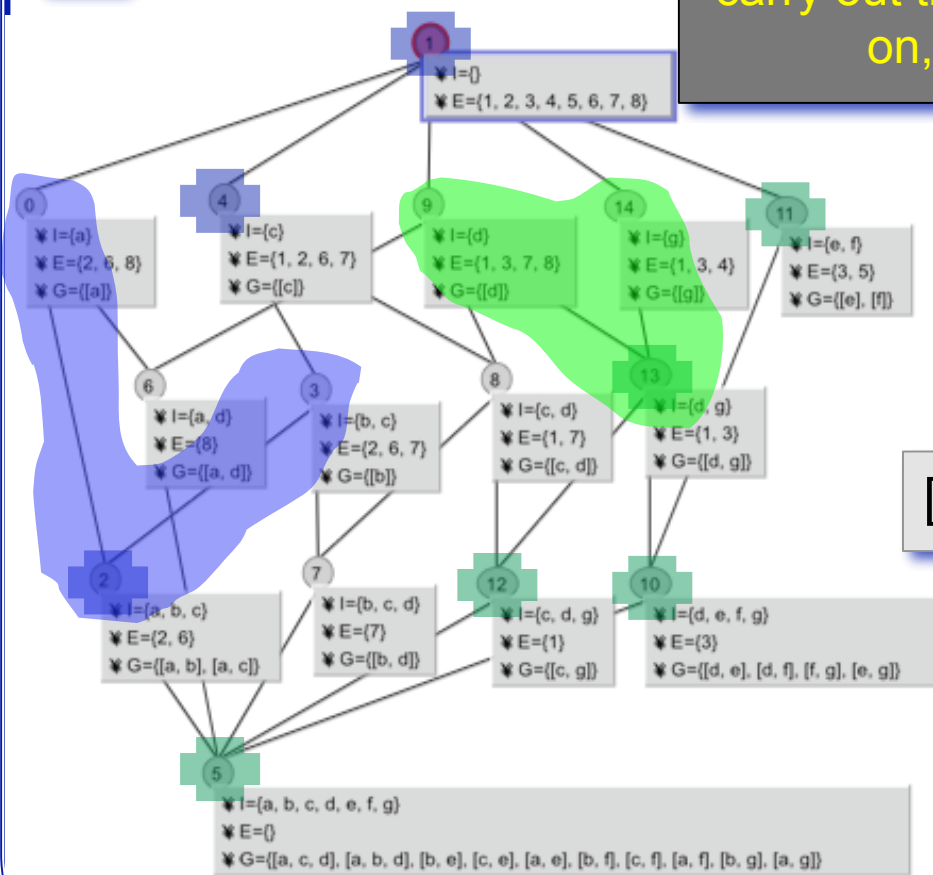 carry out t
on,
1
I={}
E={1, 2, 3, 4, 5, 6, 7, 8}
0
4
9
14
11
I={a}
E={2, 6, 8}
G={[a]}
I={c}
E={1, 2, 6, 7}
G={[c]}
I={d}
E={1, 3, 7, 8}
G={[d]}
I={g}
E={1, 3, 4}
G={[g]}
I={e, f}
E={3, 5}
G={[e], [f]}
6
3
8
13
I={a, d}
E={8}
G={[a, d]}
I={b, c}
E={2, 6, 7}
G={[b]}
I={c, d}
E={1, 7}
G={[c, d]}
I={d, g}
E={1, 3}
G={[d, g]}
2
7
12
10
I={a, b, c}
E={2, 6}
G={[a, b], [a, c]}
I={b, c, d}
E={7}
G={[b, d]}
I={c, d, g}
E={1}
G={[c, g]}
I={d, e, f, g}
E={3}
G={[d, e], [d, f], [f, g], [e, g]}
5
I={a, b, c, d, e, f, g}
E={}
G={[a, c, d], [a, b, d], [b, e], [c, e], [a, e], [b, f], [c, f], [a, f], [b, g], [a, g]}